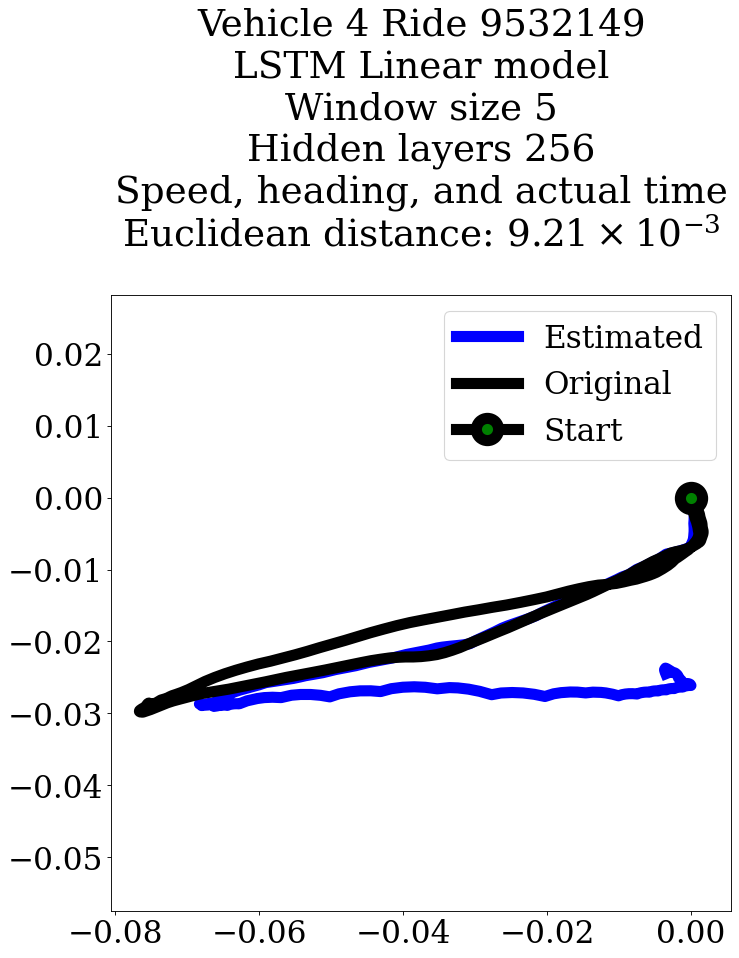 Vehicle 4 Ride 9532149
LSTM Linear model
Window size 5
Hidden layers 256
Speed, heading, and actual time
Euclidean distance: 9.21 × 10⁻³
Estimated
Original
Start
0.02
0.01
0.00
−0.01
−0.02
−0.03
−0.04
−0.05
−0.08 −0.06 −0.04 −0.02 0.00